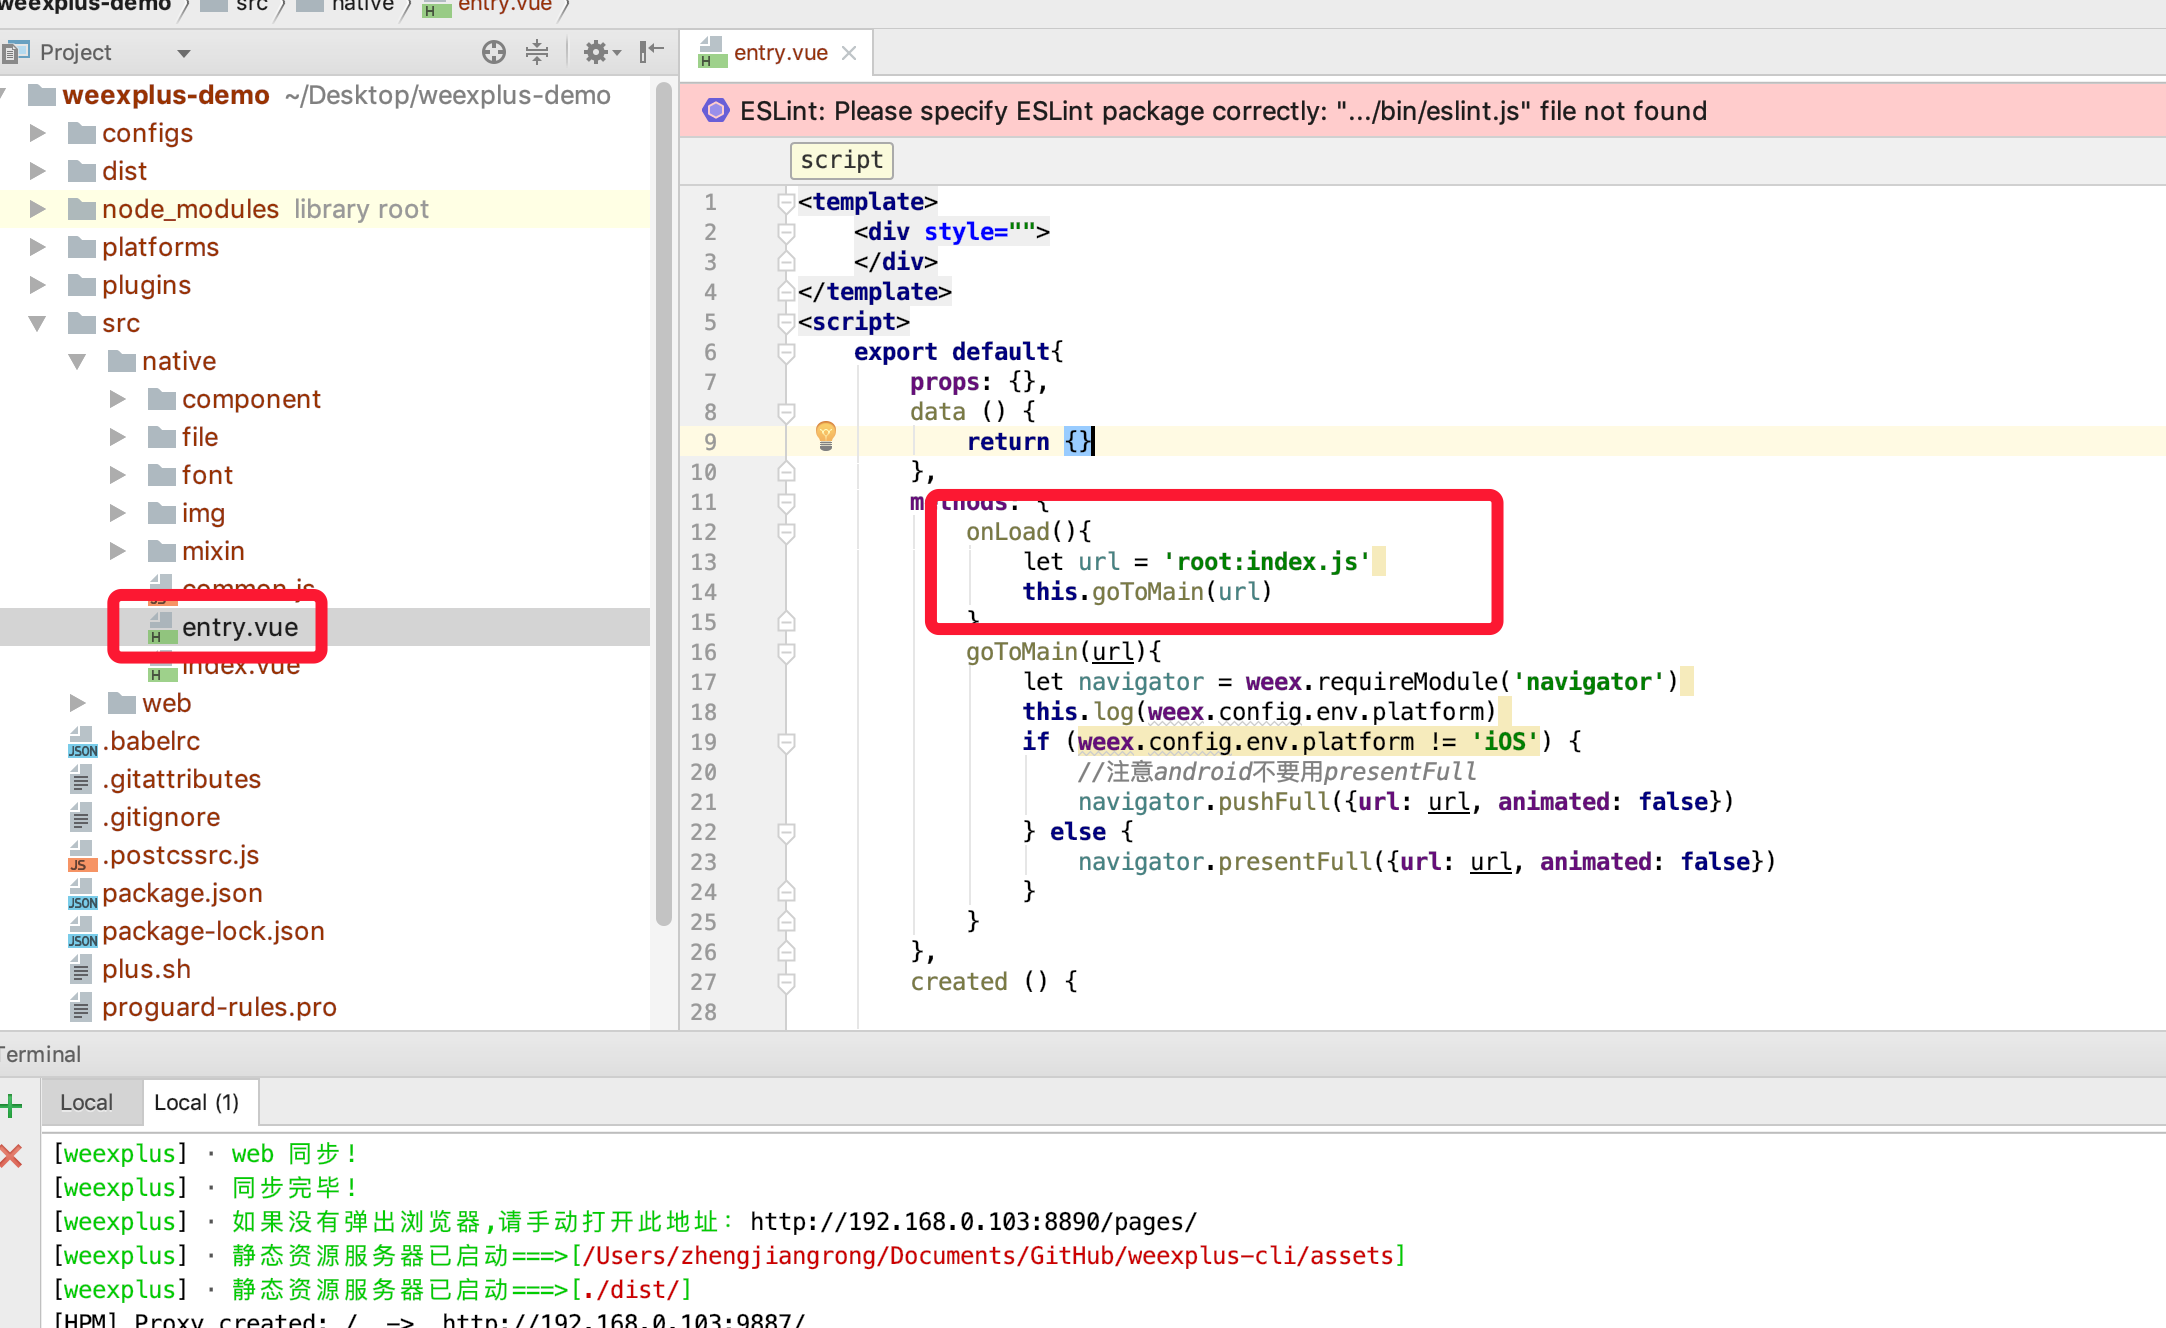 weexplus-demo src native entry.vue
Project
entry.vue
weexplus-demo ~/Desktop/weexplus-demo
configs
dist
node_modules library root
platforms
plugins
src
native
component
file
font
img
mixin
common.js
entry.vue
index.vue
web
.babelrc
.gitattributes
.gitignore
.postcssrc.js
package.json
package-lock.json
plus.sh
proguard-rules.pro
ESLint: Please specify ESLint package correctly: ".../bin/eslint.js" file not found
script
1 <template>
2 <div style="">
3 </div>
4 </template>
5 <script>
6 export default{
7 props: {},
8 data () {
9 return {}
10 },
11 methods: {
12 onLoad(){
13 let url = 'root:index.js'
14 this.goToMain(url)
15 }
16 goToMain(url){
17 let navigator = weex.requireModule('navigator')
18 this.log(weex.config.env.platform)
19 if (weex.config.env.platform != 'iOS') {
20 //注意android不要用presentFull
21 navigator.pushFull({url: url, animated: false})
22 } else {
23 navigator.presentFull({url: url, animated: false})
24 }
25 }
26 },
27 created () {
28
Terminal
Local Local (1)
[weexplus] · web 同步!
[weexplus] · 同步完毕!
[weexplus] · 如果没有弹出浏览器,请手动打开此地址: http://192.168.0.103:8890/pages/
[weexplus] · 静态资源服务器已启动===>[/Users/zhengjiangrong/Documents/GitHub/weexplus-cli/assets]
[weexplus] · 静态资源服务器已启动===>[./dist/]
[HPM] Proxy created: / -> http://192.168.0.103:9887/